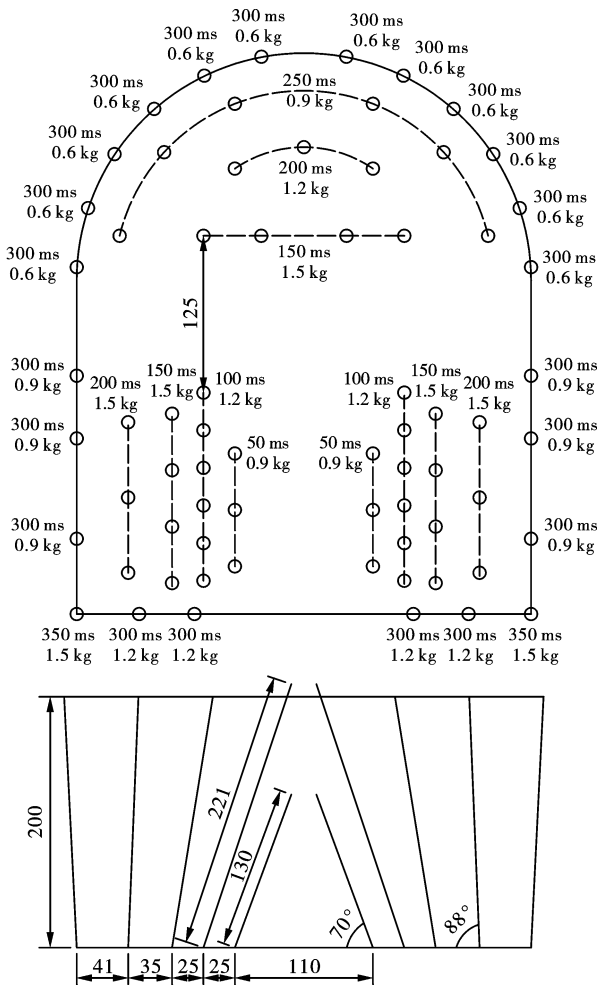 300 ms
0.6 kg
300 ms
0.6 kg
300 ms
0.6 kg
300 ms
0.6 kg
300 ms
0.6 kg
300 ms
0.6 kg
250 ms
0.9 kg
300 ms
0.6 kg
300 ms
0.6 kg
200 ms
1.2 kg
300 ms
0.6 kg
300 ms
0.6 kg
300 ms
0.6 kg
300 ms
0.6 kg
150 ms
1.5 kg
125
300 ms
0.9 kg
200 ms
1.5 kg
150 ms
1.5 kg
100 ms
1.2 kg
100 ms
1.2 kg
150 ms
1.5 kg
200 ms
1.5 kg
300 ms
0.9 kg
300 ms
0.9 kg
50 ms
0.9 kg
50 ms
0.9 kg
300 ms
0.9 kg
300 ms
0.9 kg
300 ms
0.9 kg
350 ms
1.5 kg
300 ms
1.2 kg
300 ms
1.2 kg
300 ms
1.2 kg
300 ms
1.2 kg
350 ms
1.5 kg
200
221
130
70°
88°
41
35
25
25
110